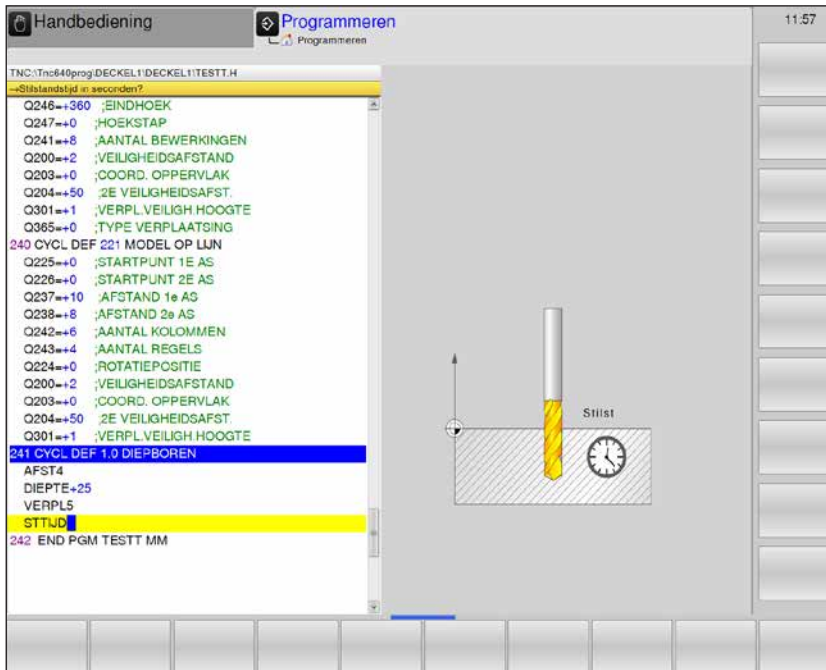 Handbediening
Programmeren
Programmeren
11:57
TNC:\Tnc640prog\DECKEL1\DECKEL1\TESTT.H
→Stilstandstijd in seconden?
Q246=+360 ;EINDHOEK
Q247=+0 ;HOEKSTAP
Q241=+8 ;AANTAL BEWERKINGEN
Q200=+2 ;VEILIGHEIDSAFSTAND
Q203=+0 ;COORD. OPPERVLAK
Q204=+50 ;2E VEILIGHEIDSAFST.
Q301=+1 ;VERPL.VEILIGH.HOOGTE
Q365=+0 ;TYPE VERPLAATSING
240 CYCL DEF 221 MODEL OP LIJN
Q225=+0 ;STARTPUNT 1E AS
Q226=+0 ;STARTPUNT 2E AS
Q237=+10 ;AFSTAND 1e AS
Q238=+8 ;AFSTAND 2e AS
Q242=+6 ;AANTAL KOLOMMEN
Q243=+4 ;AANTAL REGELS
Q224=+0 ;ROTATIEPOSITIE
Q200=+2 ;VEILIGHEIDSAFSTAND
Q203=+0 ;COORD. OPPERVLAK
Q204=+50 ;2E VEILIGHEIDSAFST.
Q301=+1 ;VERPL.VEILIGH.HOOGTE
241 CYCL DEF 1.0 DIEPBOREN
AFST4
DIEPTE+25
VERPL5
STTIJD
242 END PGM TESTT MM
Stilst